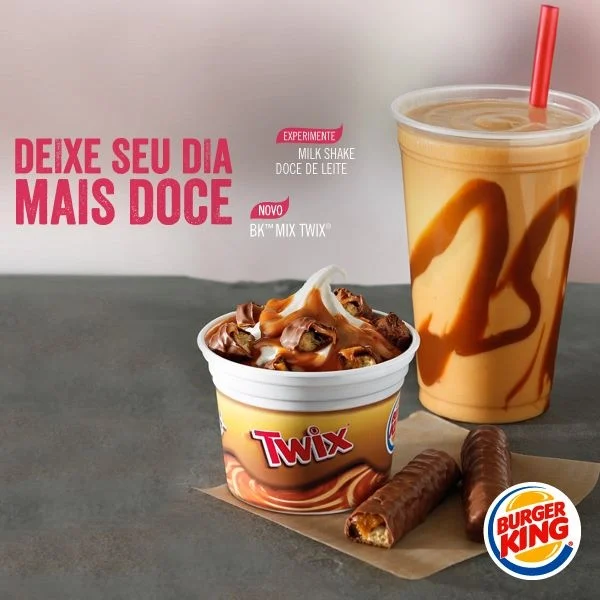 DEIXE SEU DIA
MAIS DOCE
EXPERIMENTE
MILK SHAKE
DOCE DE LEITE
NOVO
BK™ MIX TWIX®
TWIX
BURGER
KING